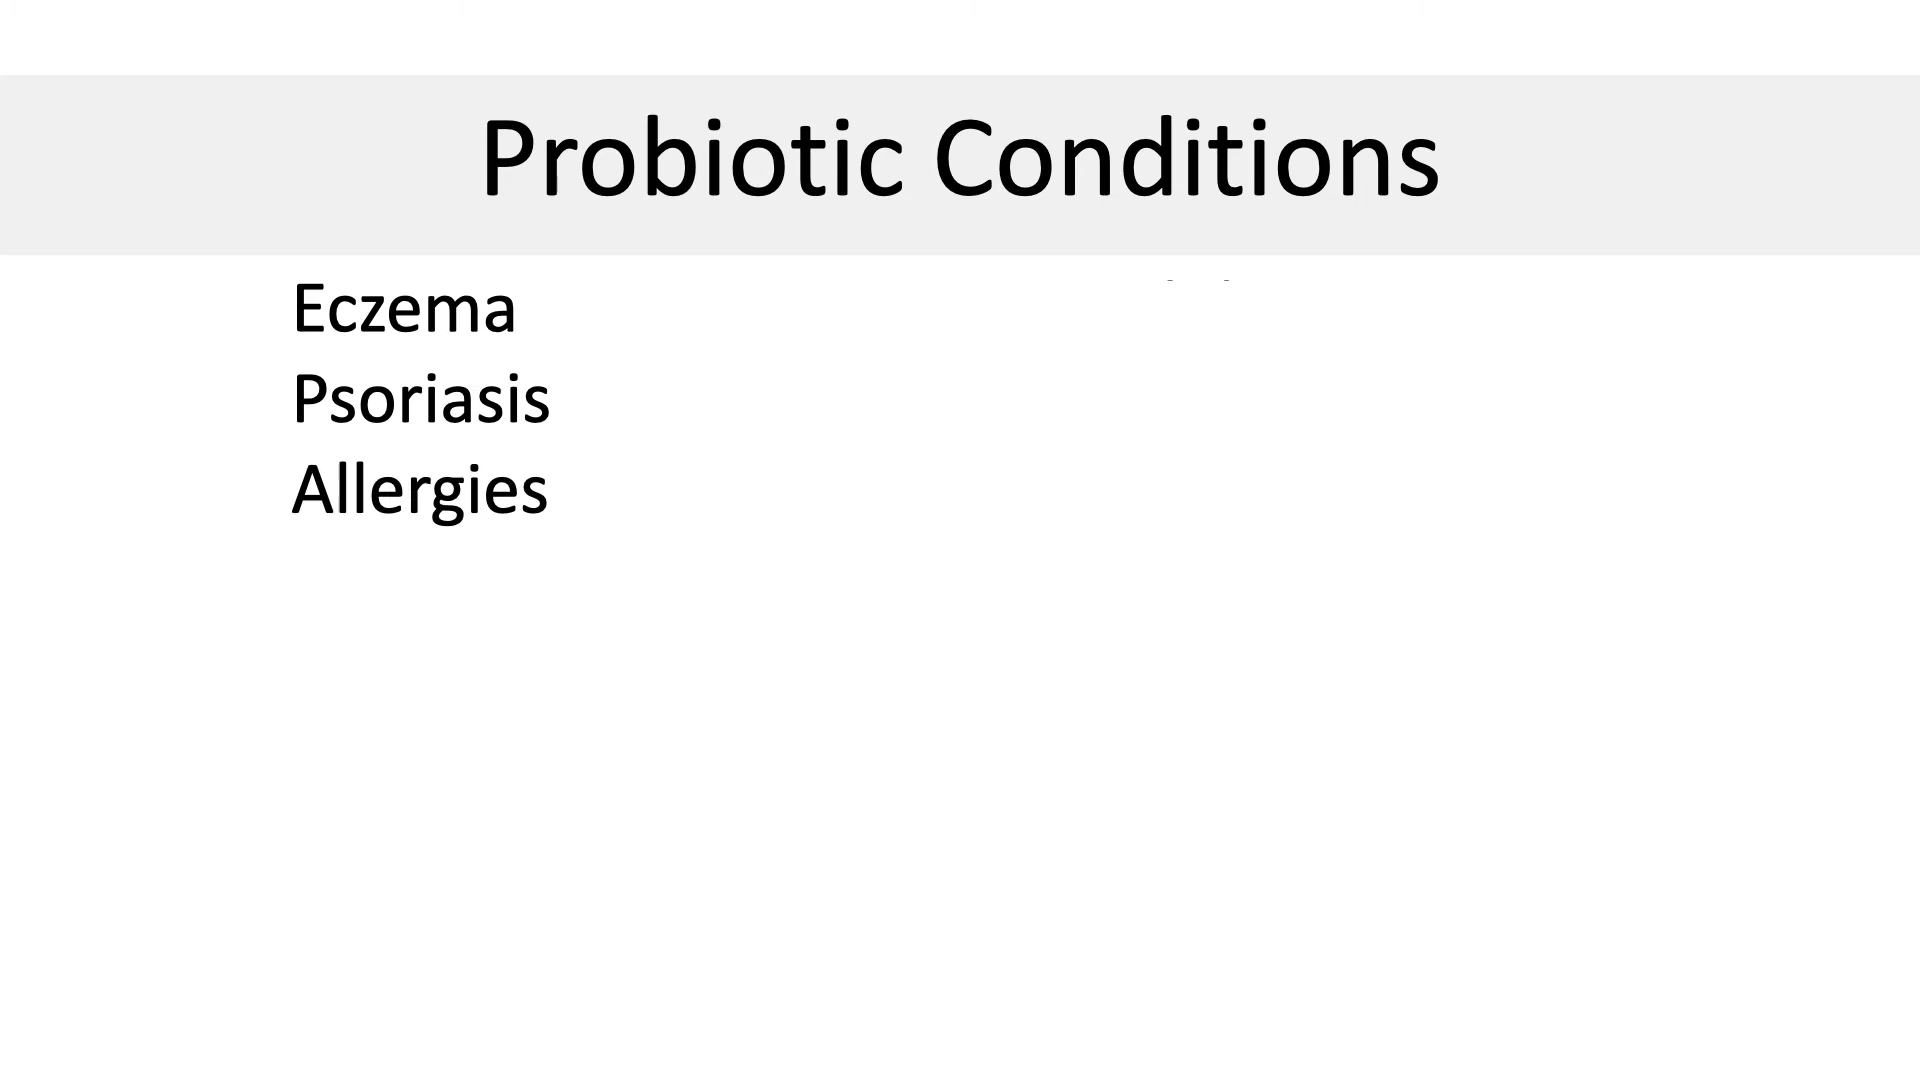 Probiotic Conditions
Eczema
Psoriasis
Allergies